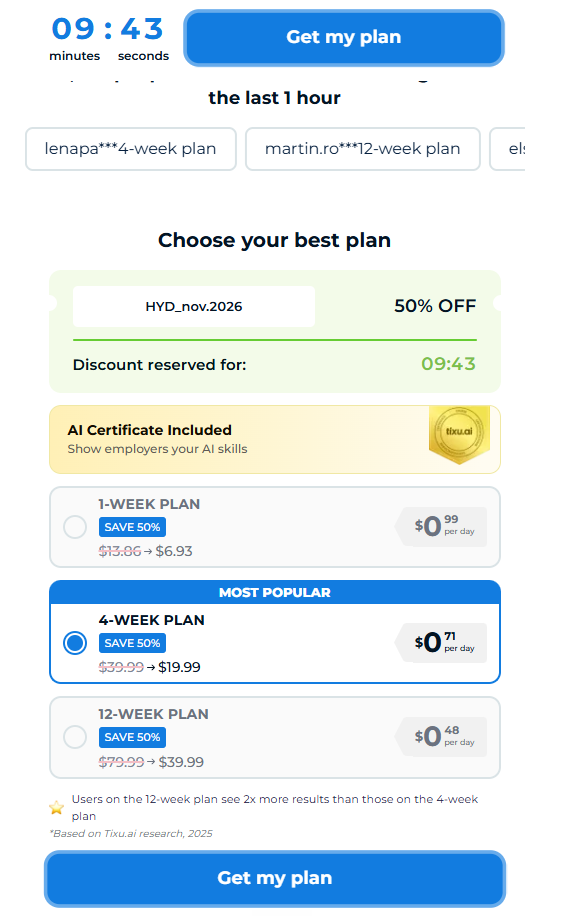 09 : 43
minutes seconds
Get my plan
the last 1 hour
lenapa***4-week plan
martin.ro***12-week plan
els
Choose your best plan
HYD_nov.2026
50% OFF
Discount reserved for:
09:43
AI Certificate Included
Show employers your AI skills
tixu.ai
1-WEEK PLAN
SAVE 50%
$13.86 → $6.93
$0 99
per day
MOST POPULAR
4-WEEK PLAN
SAVE 50%
$39.99 → $19.99
$0 71
per day
12-WEEK PLAN
SAVE 50%
$79.99 → $39.99
$0 48
per day
Users on the 12-week plan see 2x more results than those on the 4-week
plan
*Based on Tixu.ai research, 2025
Get my plan